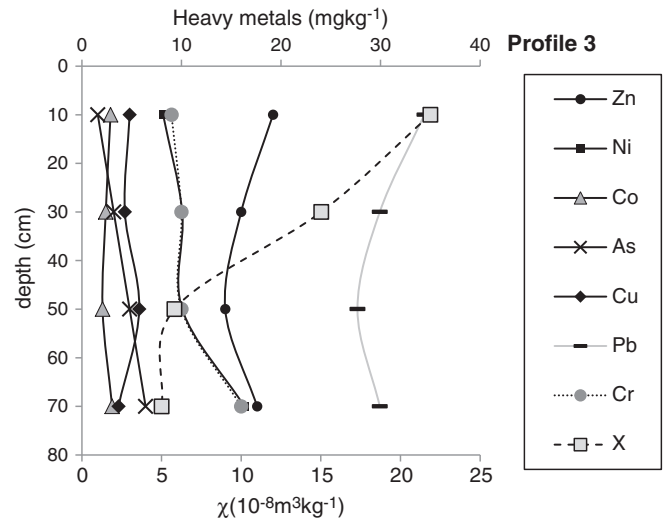 Heavy metals (mgkg-1)
0 10 20 30 40
Profile 3
0
10
20
30
40
50
60
70
80
depth (cm)
0 5 10 15 20 25
χ(10-8m3kg-1)
Zn
Ni
Co
As
Cu
Pb
Cr
X